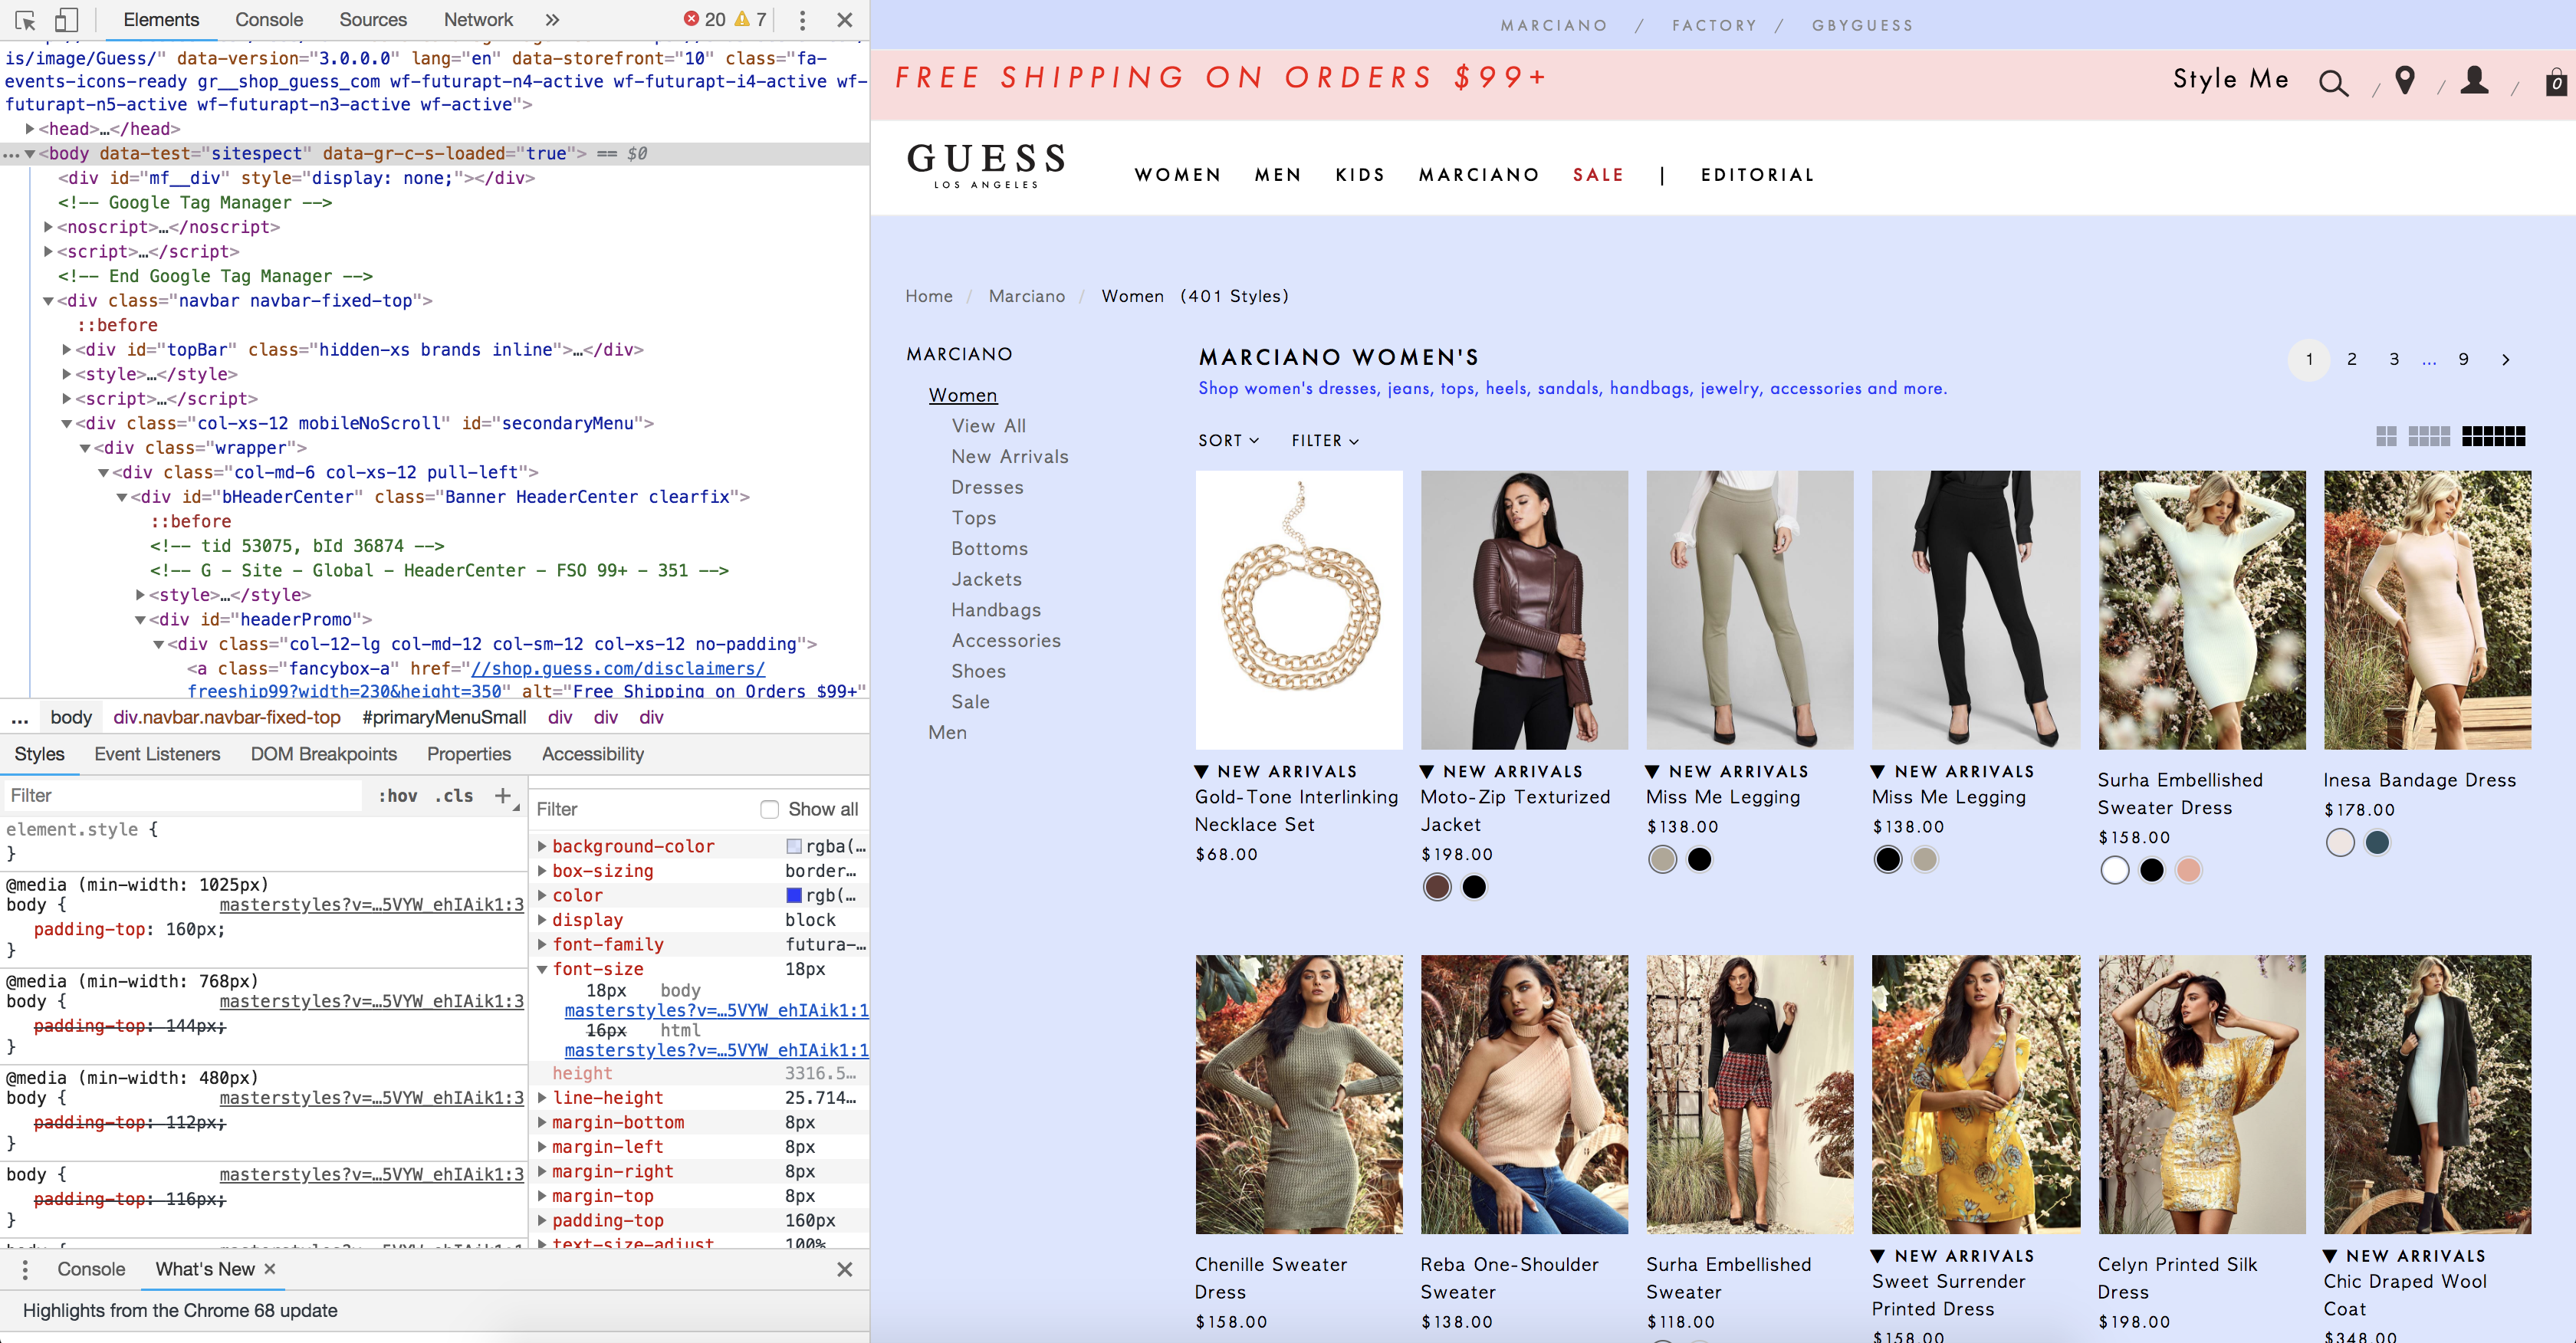 Elements Console Sources Network » 20 7
is/image/Guess/" data-version="3.0.0.0" lang="en" data-storefront="10" class="fa-
events-icons-ready gr__shop_guess_com wf-futurapt-n4-active wf-futurapt-i4-active wf-
futurapt-n5-active wf-futurapt-n3-active wf-active">
<head>…</head>
… <body data-test="sitespect" data-gr-c-s-loaded="true"> == $0
<div id="mf__div" style="display: none;"></div>
<!-- Google Tag Manager -->
<noscript>…</noscript>
<script>…</script>
<!-- End Google Tag Manager -->
<div class="navbar navbar-fixed-top">
::before
<div id="topBar" class="hidden-xs brands inline">…</div>
<style>…</style>
<script>…</script>
<div class="col-xs-12 mobileNoScroll" id="secondaryMenu">
<div class="wrapper">
<div class="col-md-6 col-xs-12 pull-left">
<div id="bHeaderCenter" class="Banner HeaderCenter clearfix">
::before
<!-- tid 53075, bId 36874 -->
<!-- G - Site - Global - HeaderCenter - FSO 99+ - 351 -->
<style>…</style>
<div id="headerPromo">
<div class="col-12-lg col-md-12 col-sm-12 col-xs-12 no-padding">
<a class="fancybox-a" href="//shop.guess.com/disclaimers/
freeship99?width=230&height=350" alt="Free Shipping on Orders $99+"
... body div.navbar.navbar-fixed-top #primaryMenuSmall div div div
Styles Event Listeners DOM Breakpoints Properties Accessibility
Filter :hov .cls +
element.style {
}
@media (min-width: 1025px)
body { masterstyles?v=…5VYW_ehIAik1:3
padding-top: 160px;
}
@media (min-width: 768px)
body { masterstyles?v=…5VYW_ehIAik1:3
padding-top: 144px;
}
@media (min-width: 480px)
body { masterstyles?v=…5VYW_ehIAik1:3
padding-top: 112px;
}
body { masterstyles?v=…5VYW_ehIAik1:3
padding-top: 116px;
}
Filter Show all
background-color rgba(…
box-sizing border…
color rgb(…
display block
font-family futura-…
font-size 18px
18px body
masterstyles?v=…5VYW_ehIAik1:1
16px html
masterstyles?v=…5VYW_ehIAik1:1
height 3316.5…
line-height 25.714…
margin-bottom 8px
margin-left 8px
margin-right 8px
margin-top 8px
padding-top 160px
text-size-adjust 100%
Console What's New ×
Highlights from the Chrome 68 update
MARCIANO / FACTORY / GBYGUESS
FREE SHIPPING ON ORDERS $99+
Style Me / / / 0
GUESS
LOS ANGELES
WOMEN MEN KIDS MARCIANO SALE | EDITORIAL
Home / Marciano / Women (401 Styles)
MARCIANO
Women
View All
New Arrivals
Dresses
Tops
Bottoms
Jackets
Handbags
Accessories
Shoes
Sale
Men
MARCIANO WOMEN'S
1 2 3 ... 9 >
Shop women's dresses, jeans, tops, heels, sandals, handbags, jewelry, accessories and more.
SORT FILTER
NEW ARRIVALS
Gold-Tone Interlinking
Necklace Set
$68.00
NEW ARRIVALS
Moto-Zip Texturized
Jacket
$198.00
NEW ARRIVALS
Miss Me Legging
$138.00
NEW ARRIVALS
Miss Me Legging
$138.00
Surha Embellished
Sweater Dress
$158.00
Inesa Bandage Dress
$178.00
Chenille Sweater
Dress
$158.00
Reba One-Shoulder
Sweater
$138.00
Surha Embellished
Sweater
$118.00
NEW ARRIVALS
Sweet Surrender
Printed Dress
$158.00
Celyn Printed Silk
Dress
$198.00
NEW ARRIVALS
Chic Draped Wool
Coat
$348.00